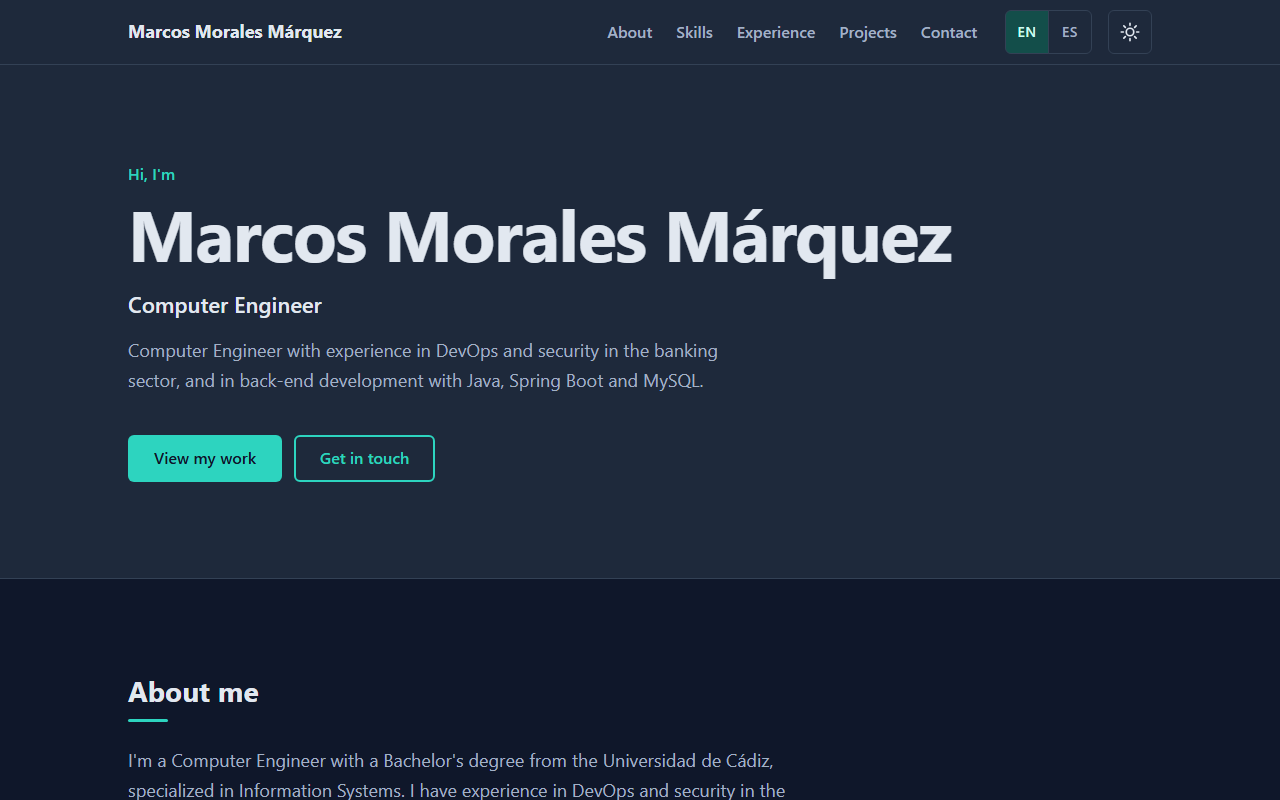 Marcos Morales Márquez
About
Skills
Experience
Projects
Contact
EN
ES
Hi, I'm
Marcos Morales Márquez
Computer Engineer
Computer Engineer with experience in DevOps and security in the banking
sector, and in back-end development with Java, Spring Boot and MySQL.
View my work
Get in touch
About me
I'm a Computer Engineer with a Bachelor's degree from the Universidad de Cádiz,
specialized in Information Systems. I have experience in DevOps and security in the